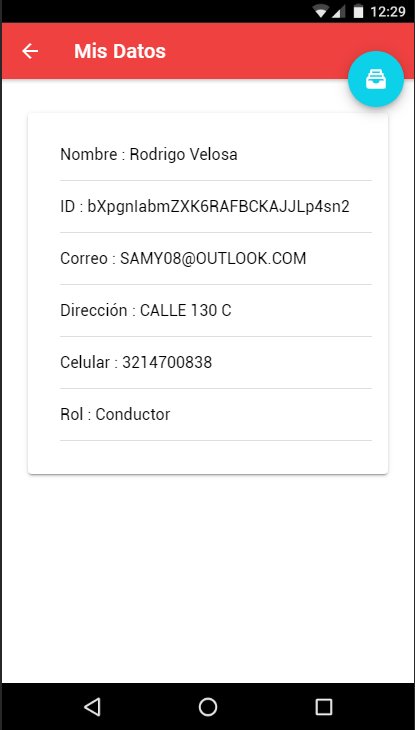 12:29
Mis Datos
Nombre : Rodrigo Velosa
ID : bXpgnIabmZXK6RAFBCKAJJLp4sn2
Correo : SAMY08@OUTLOOK.COM
Dirección : CALLE 130 C
Celular : 3214700838
Rol : Conductor